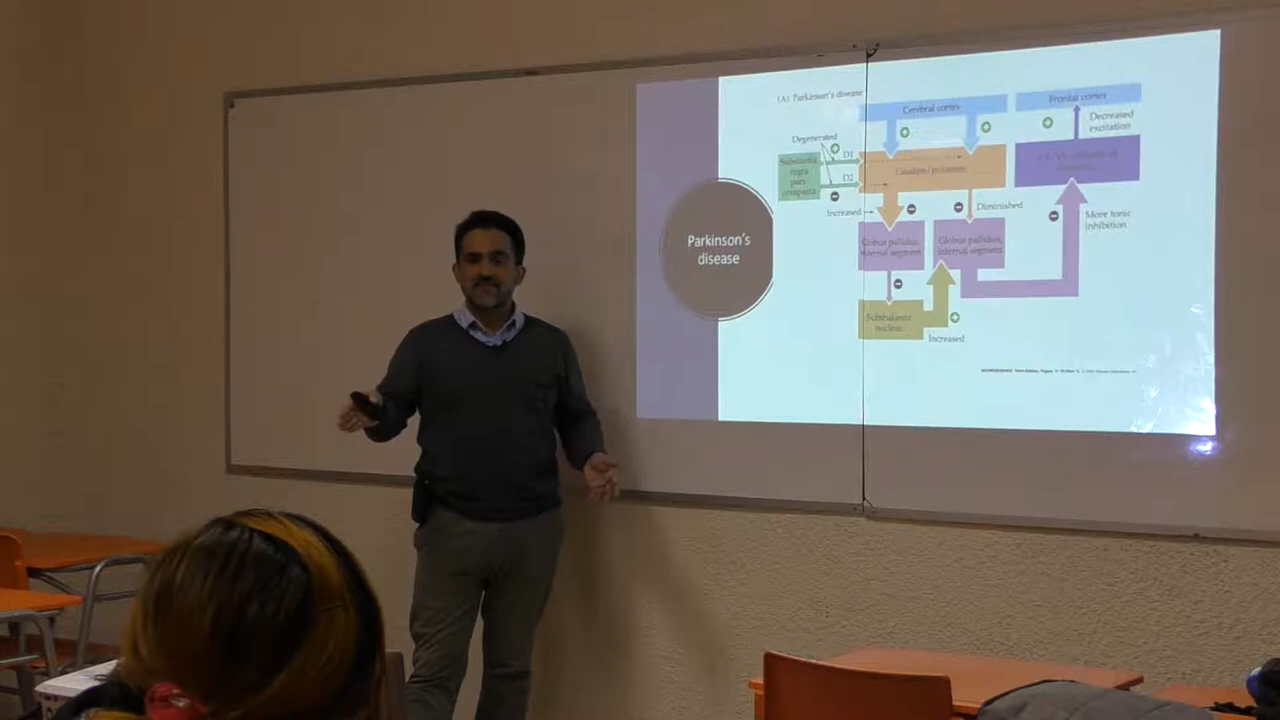 Parkinson's
disease
(A) Parkinson's disease
Cerebral cortex
Frontal cortex
Decreased
excitation
Degenerated
D1
D2
Substantia
nigra
pars
compacta
Caudate/putamen
Increased
Diminished
More tonic
inhibition
Globus pallidus,
external segment
Globus pallidus,
internal segment
Subthalamic
nucleus
Increased